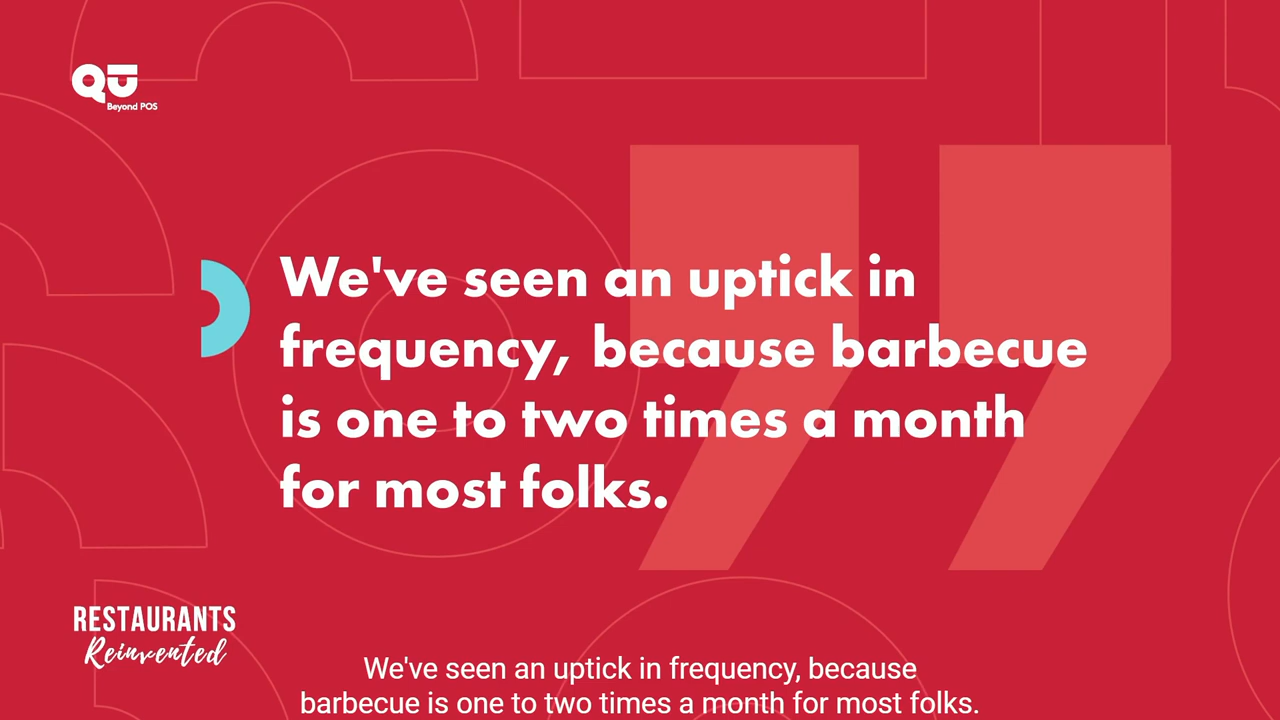 QU
Beyond POS
We've seen an uptick in
frequency, because barbecue
is one to two times a month
for most folks.
RESTAURANTS
Reinvented
We've seen an uptick in frequency, because
barbecue is one to two times a month for most folks.